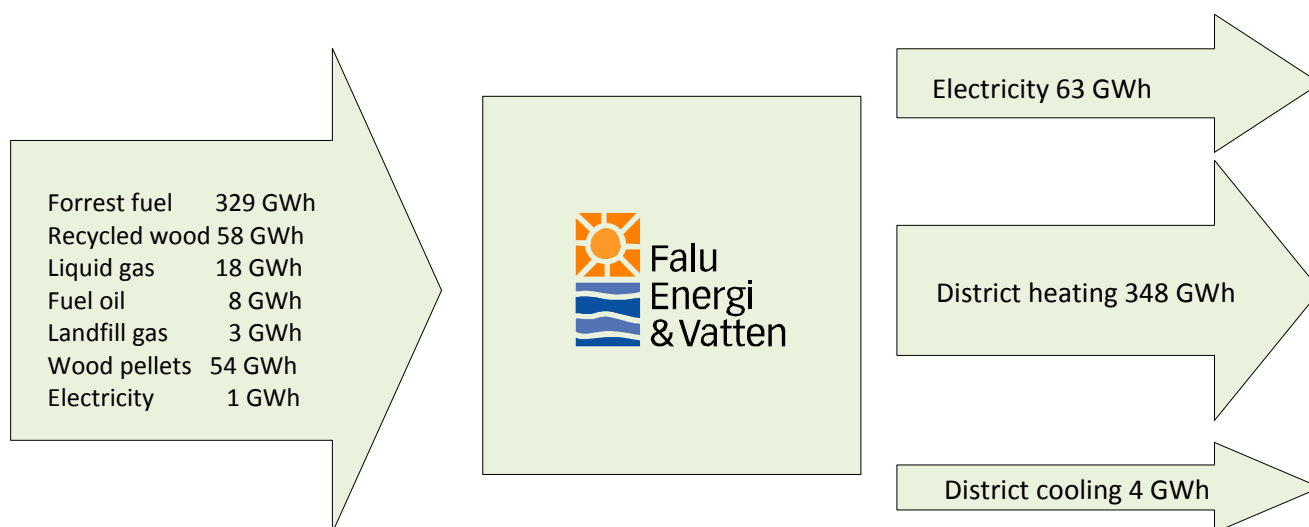 Forrest fuel 329 GWh
Recycled wood 58 GWh
Liquid gas 18 GWh
Fuel oil 8 GWh
Landfill gas 3 GWh
Wood pellets 54 GWh
Electricity 1 GWh
Falu
Energi
& Vatten
Electricity 63 GWh
District heating 348 GWh
District cooling 4 GWh